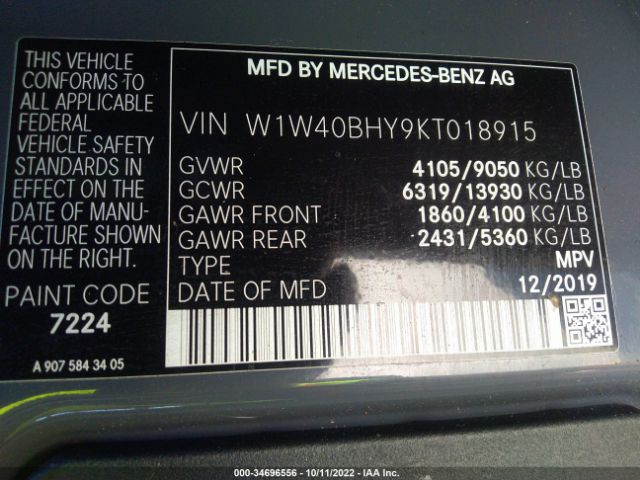 THIS VEHICLE
CONFORMS TO
ALL APPLICABLE
FEDERAL
VEHICLE SAFETY
STANDARDS IN
EFFECT ON THE
DATE OF MANU-
FACTURE SHOWN
ON THE RIGHT.
PAINT CODE
7224
A 907 584 34 05
MFD BY MERCEDES-BENZ AG
VIN W1W40BHY9KT018915
GVWR 4105/9050 KG/LB
GCWR 6319/13930 KG/LB
GAWR FRONT 1860/4100 KG/LB
GAWR REAR 2431/5360 KG/LB
TYPE MPV
DATE OF MFD 12/2019
000-34696556 - 10/11/2022 - IAA Inc.